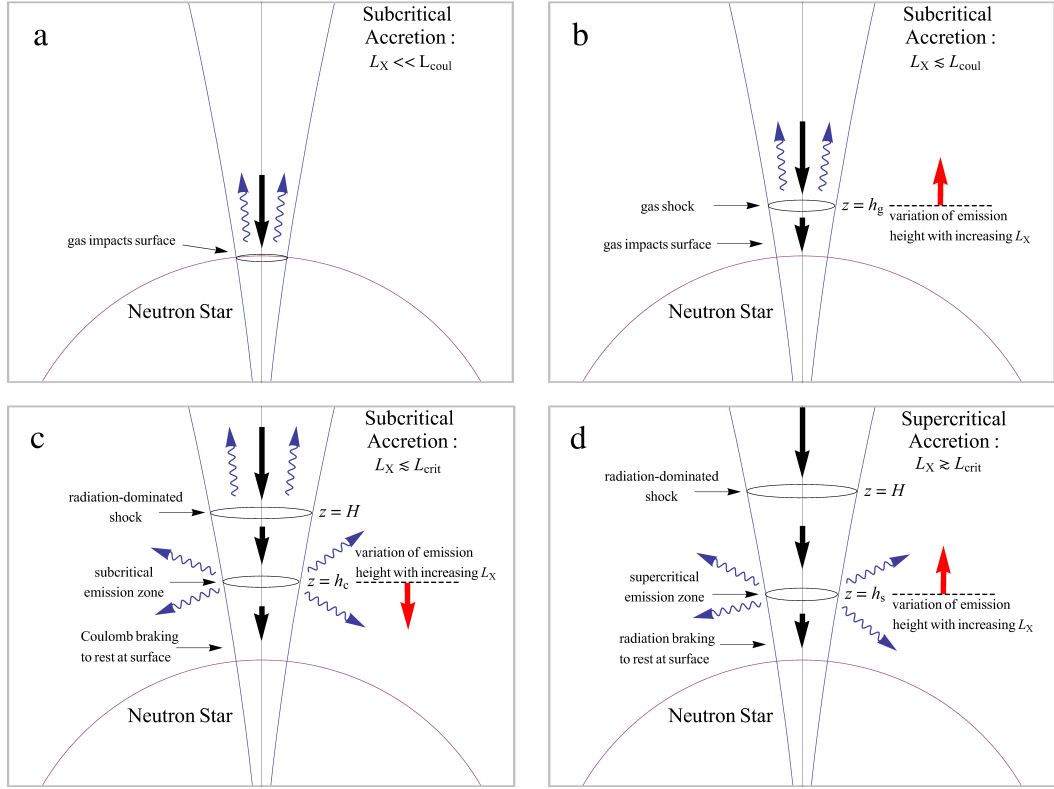 a
Subcritical
Accretion :
L_X << L_coul
gas impacts surface
Neutron Star
b
Subcritical
Accretion :
L_X ≲ L_coul
gas shock
z = h_g
variation of emission
height with increasing L_X
gas impacts surface
Neutron Star
c
Subcritical
Accretion :
L_X ≲ L_crit
radiation-dominated
shock
z = H
variation of emission
height with increasing L_X
subcritical
emission zone
z = h_c
Coulomb braking
to rest at surface
Neutron Star
d
Supercritical
Accretion :
L_X ≳ L_crit
radiation-dominated
shock
z = H
supercritical
emission zone
z = h_s
variation of emission
height with increasing L_X
radiation braking
to rest at surface
Neutron Star